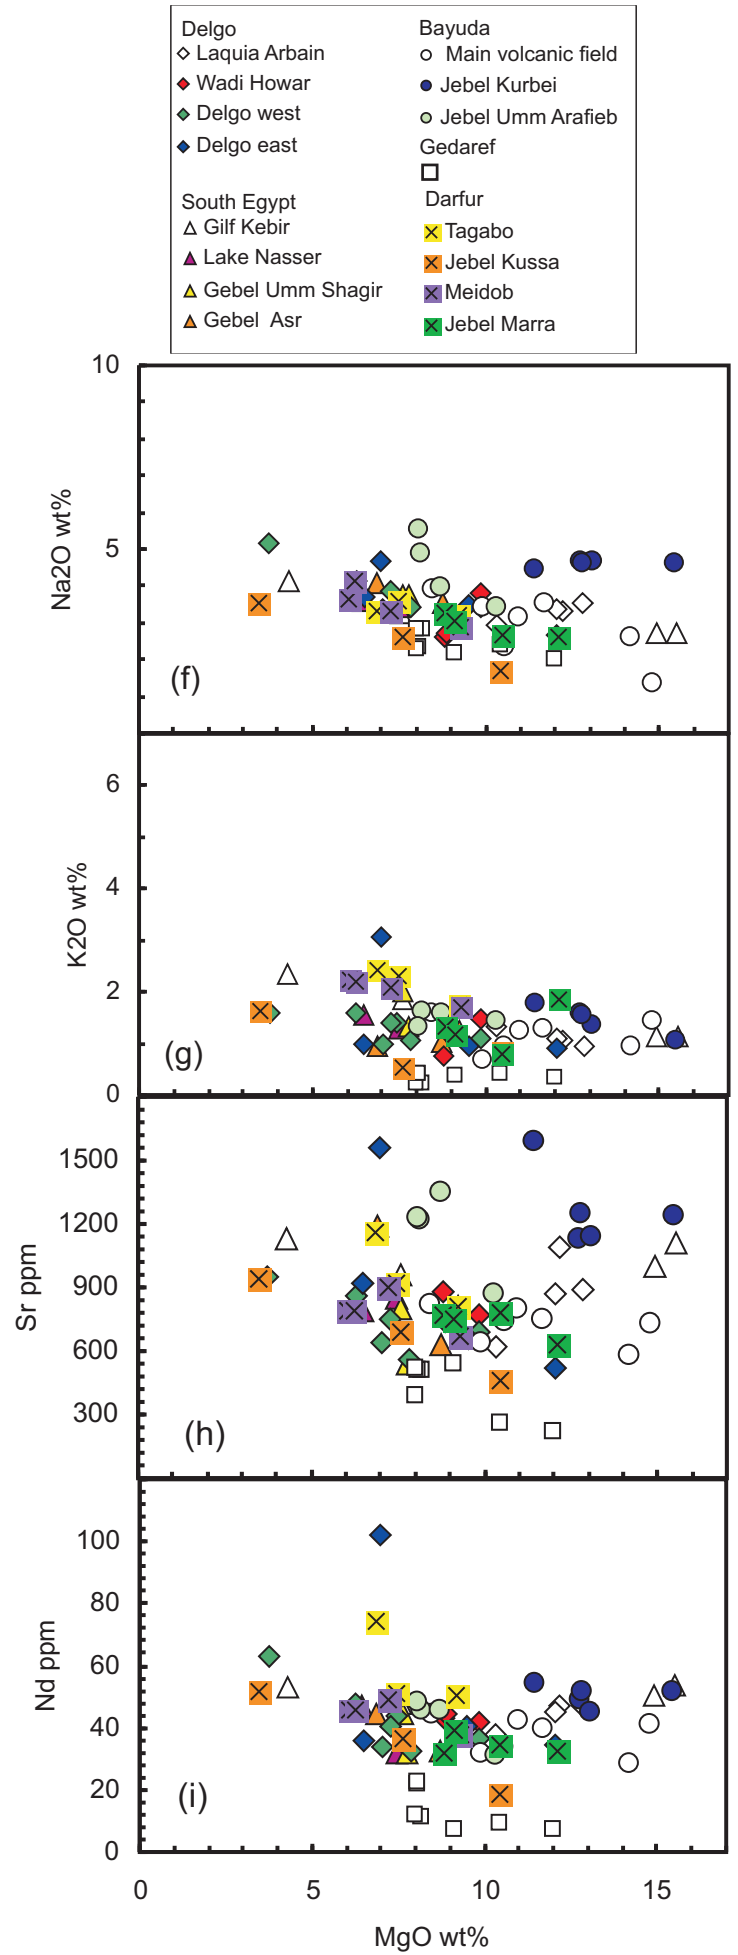 Delgo
Laquia Arbain
Wadi Howar
Delgo west
Delgo east
South Egypt
Gilf Kebir
Lake Nasser
Gebel Umm Shagir
Gebel Asr
Bayuda
Main volcanic field
Jebel Kurbei
Jebel Umm Arafieb
Gedaref
Darfur
Tagabo
Jebel Kussa
Meidob
Jebel Marra
10
5
Na2O wt%
(f)
6
4
2
0
K2O wt%
(g)
1500
1200
900
600
300
Sr ppm
(h)
100
80
60
40
20
0
Nd ppm
(i)
0 5 10 15
MgO wt%